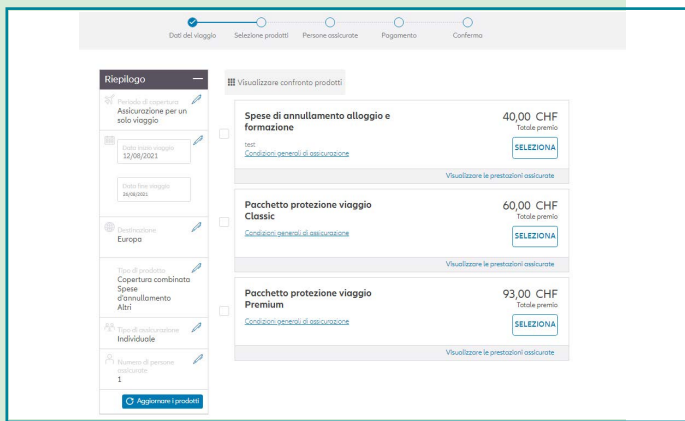 Dati del viaggio
Selezione prodotti
Persone assicurate
Pagamento
Conferma
Riepilogo
Periodo di copertura
Assicurazione per un
solo viaggio
Data inizio viaggio
12/08/2021
Data fine viaggio
Destinazione
Europa
Tipo di prodotto
Copertura combinata
Spese
d'annullamento
Altri
Tipo di assicurazione
Individuale
Numero di persone
assicurate
1
Aggiornare i prodotti
Visualizzare confronto prodotti
Spese di annullamento alloggio e
formazione
test
Condizioni generali di assicurazione
40,00 CHF
Totale premio
SELEZIONA
Visualizzare le prestazioni assicurate
Pacchetto protezione viaggio
Classic
Condizioni generali di assicurazione
60,00 CHF
Totale premio
SELEZIONA
Visualizzare le prestazioni assicurate
Pacchetto protezione viaggio
Premium
Condizioni generali di assicurazione
93,00 CHF
Totale premio
SELEZIONA
Visualizzare le prestazioni assicurate